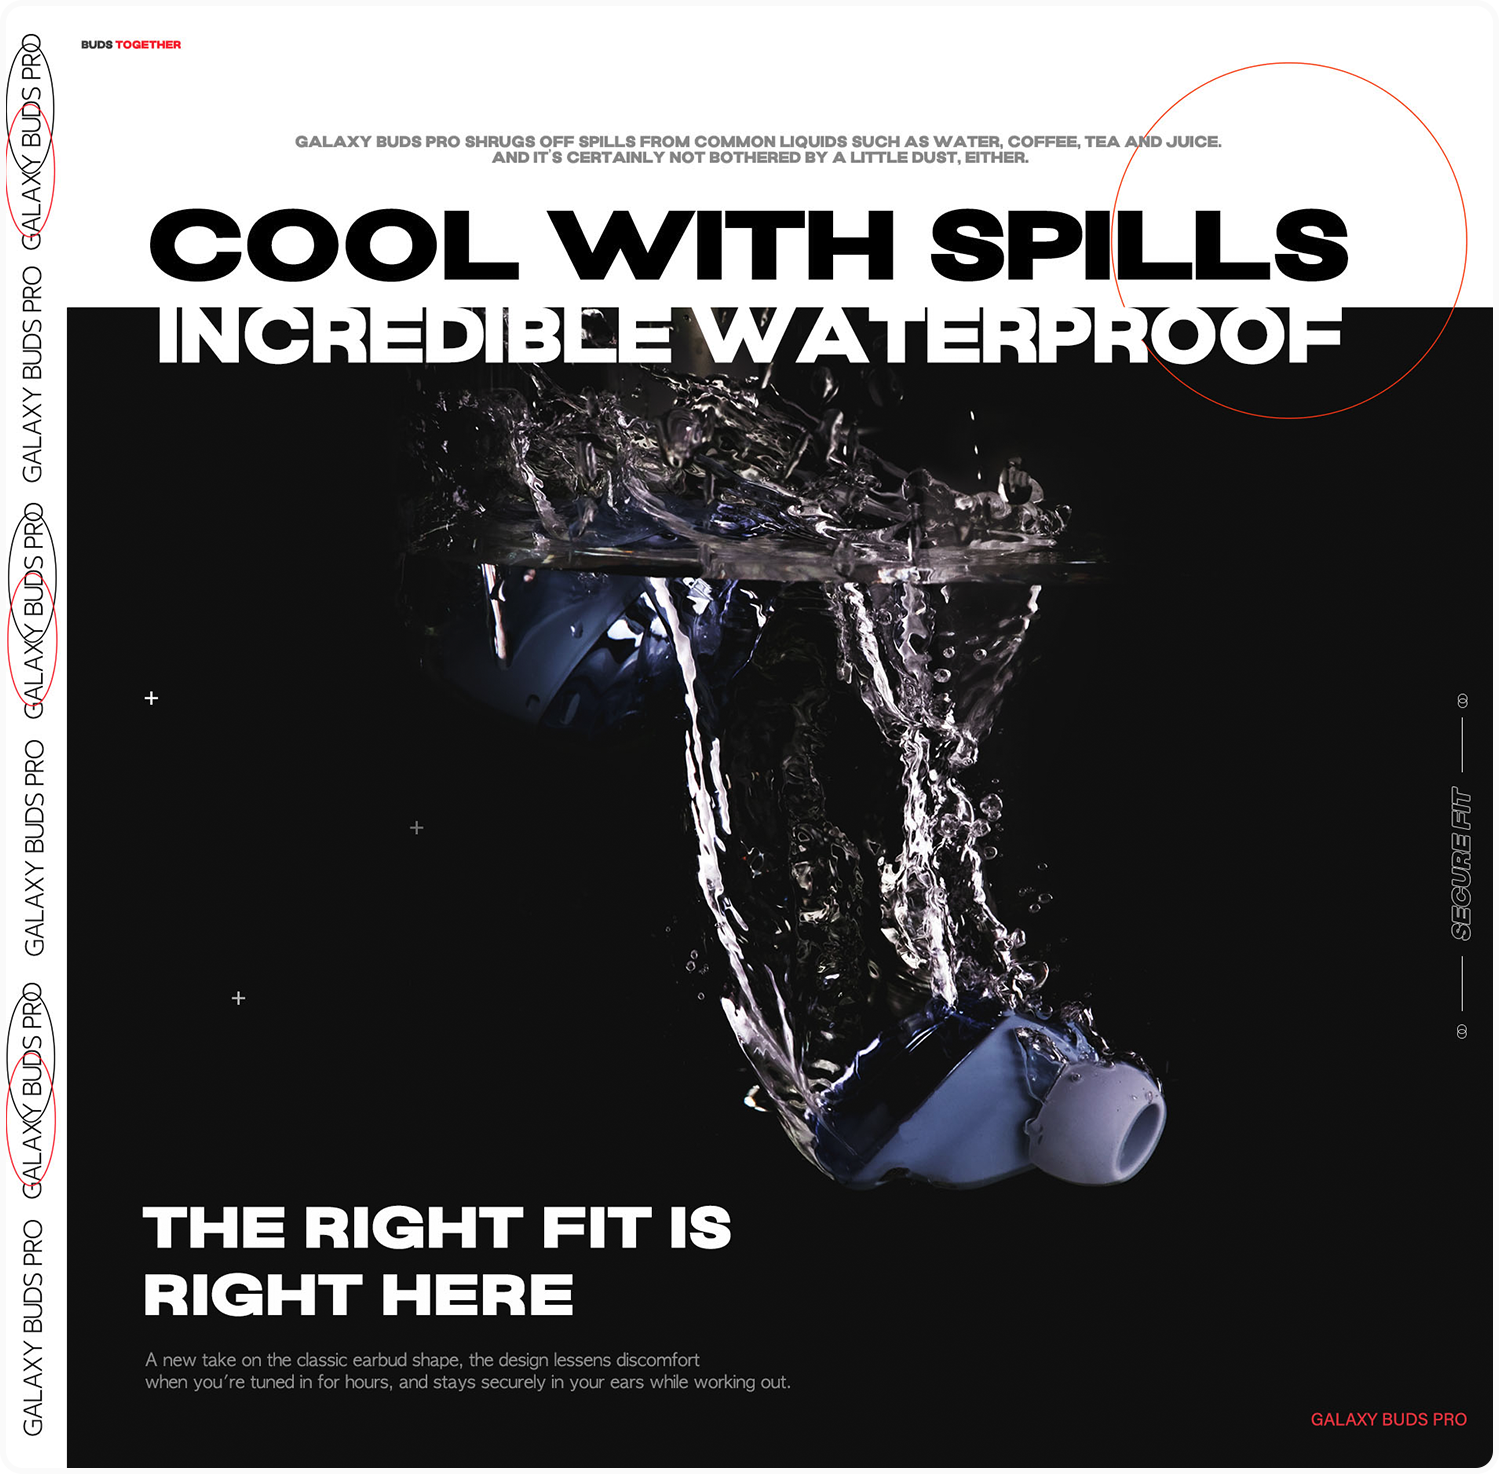 BUDS TOGETHER
GALAXY BUDS PRO SHRUGS OFF SPILLS FROM COMMON LIQUIDS SUCH AS WATER, COFFEE, TEA AND JUICE.
AND IT'S CERTAINLY NOT BOTHERED BY A LITTLE DUST, EITHER.
COOL WITH SPILLS
INCREDIBLE WATERPROOF
GALAXY BUDS PRO
GALAXY BUDS PRO
GALAXY BUDS PRO
GALAXY BUDS PRO
GALAXY BUDS PRO
GALAXY BUDS PRO
SECURE FIT
THE RIGHT FIT IS
RIGHT HERE
A new take on the classic earbud shape, the design lessens discomfort
when you're tuned in for hours, and stays securely in your ears while working out.
GALAXY BUDS PRO